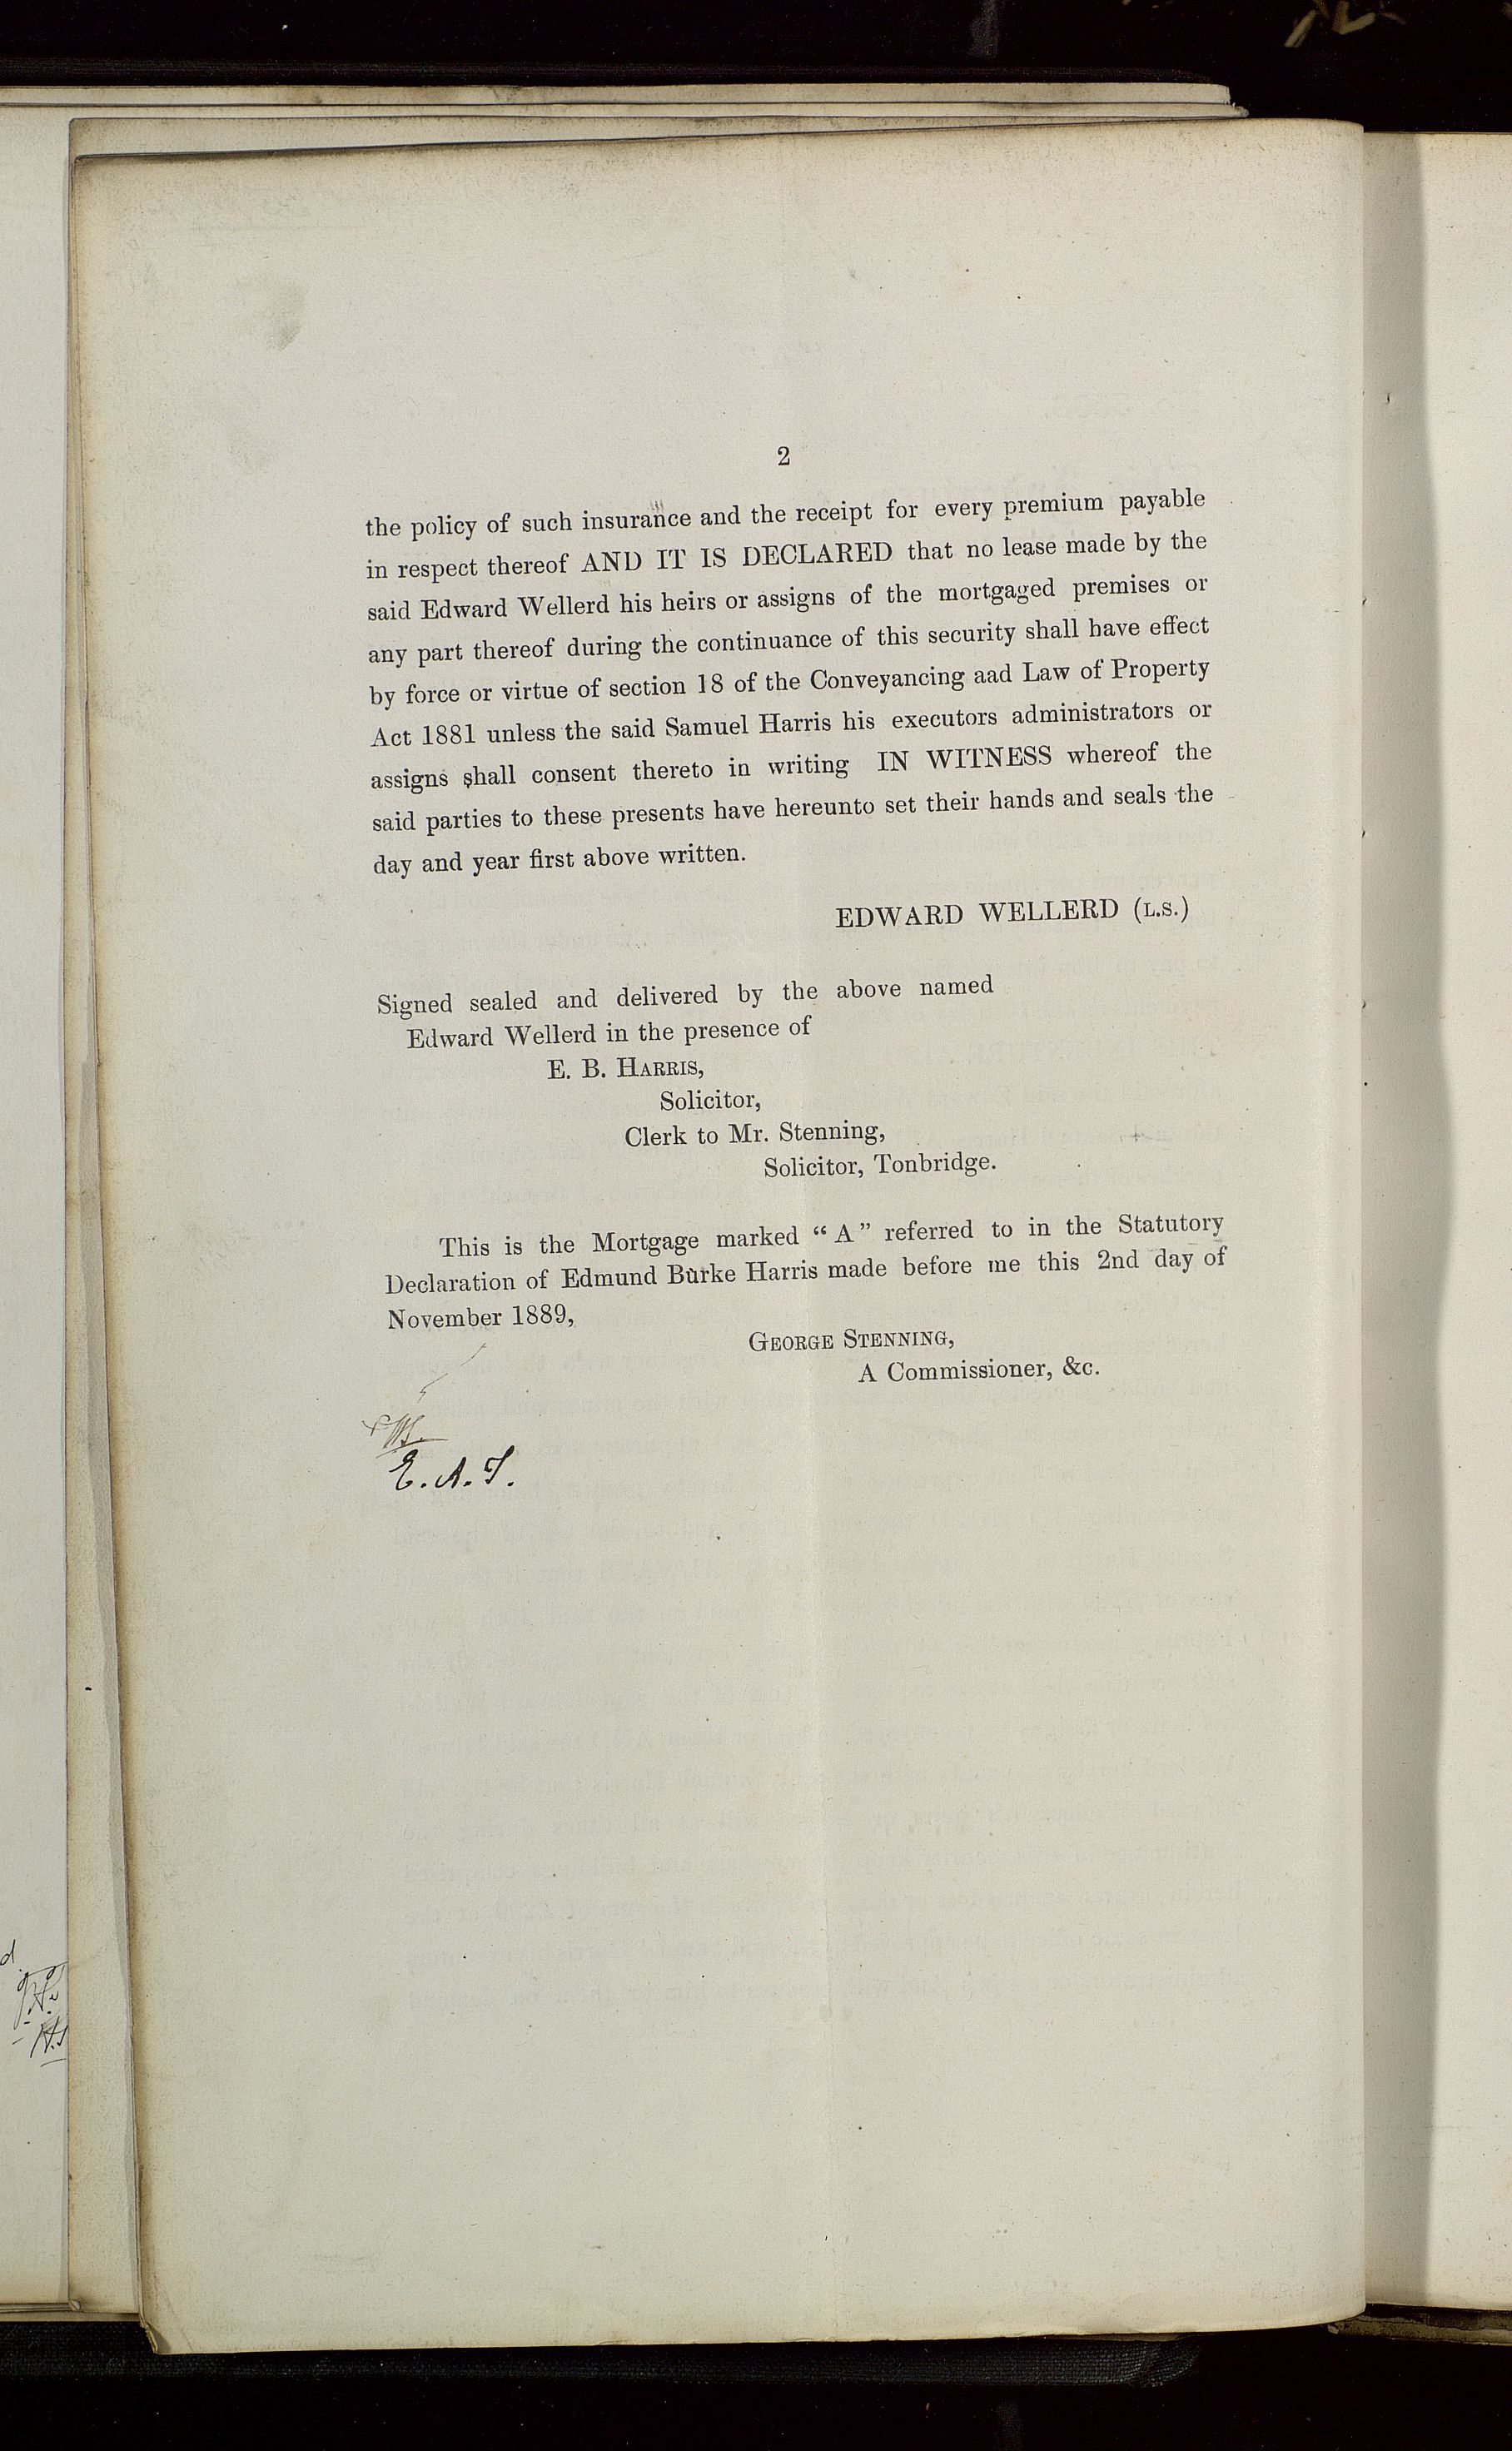 2
the policy of such insurance and the receipt for every premium payable
in respect thereof AND IT IS DECLARED that no lease made by the
said Edward Wellerd his heirs or assigns of the mortgaged premises or
any part thereof during the continuance of this security shall have effect
by force or virtue of section 18 of the Conveyancing aad Law of Property
Act 1881 unless the said Samuel Harris his executors administrators or
assigns shall consent thereto in writing IN WITNESS whereof the
said parties to these presents have hereunto set their hands and seals the
day and year first above written.
EDWARD WELLERD (L.S.)
Signed sealed and delivered by the above named
Edward Wellerd in the presence of
E. B. HARRIS,
Solicitor,
Clerk to Mr. Stenning,
Solicitor, Tonbridge.
This is the Mortgage marked “A” referred to in the Statutory
Declaration of Edmund Burke Harris made before me this 2nd day of
November 1889,
GEORGE STENNING,
A Commissioner, &c.
E. A. S.